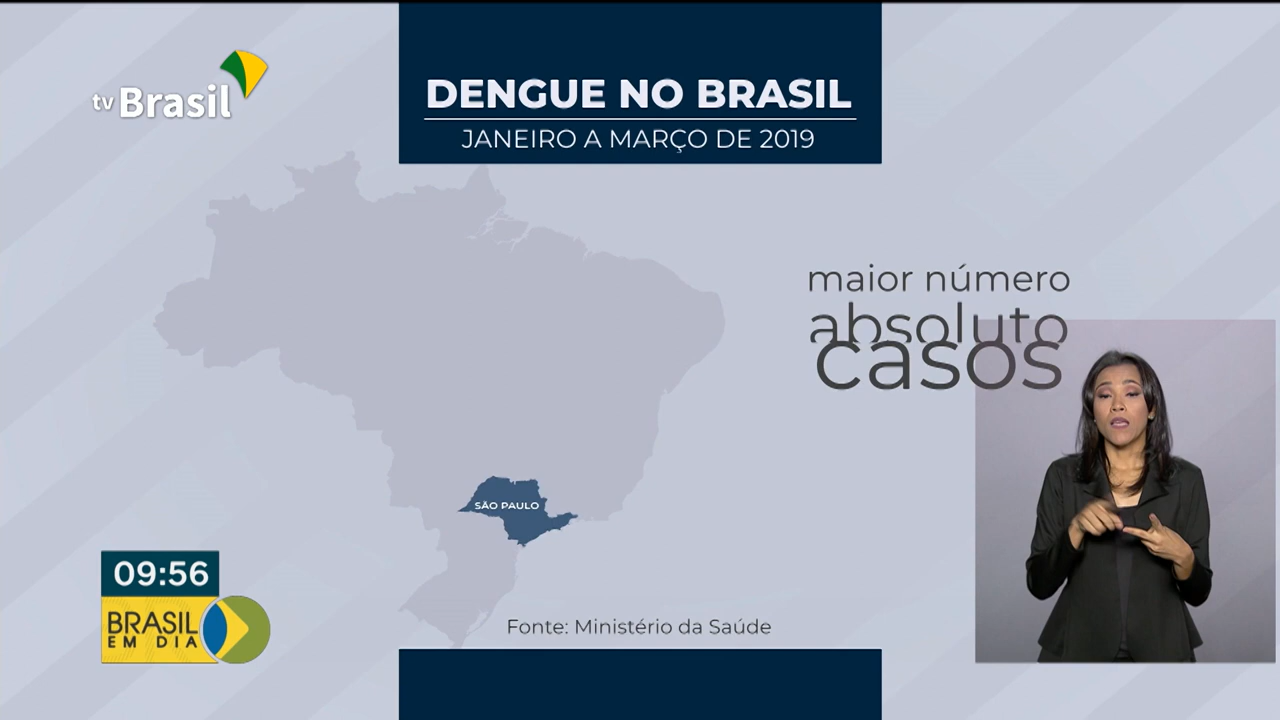 tv Brasil
DENGUE NO BRASIL
JANEIRO A MARÇO DE 2019
maior número
absoluto
casos
SÃO PAULO
09:56
BRASIL
EM DIA
Fonte: Ministério da Saúde